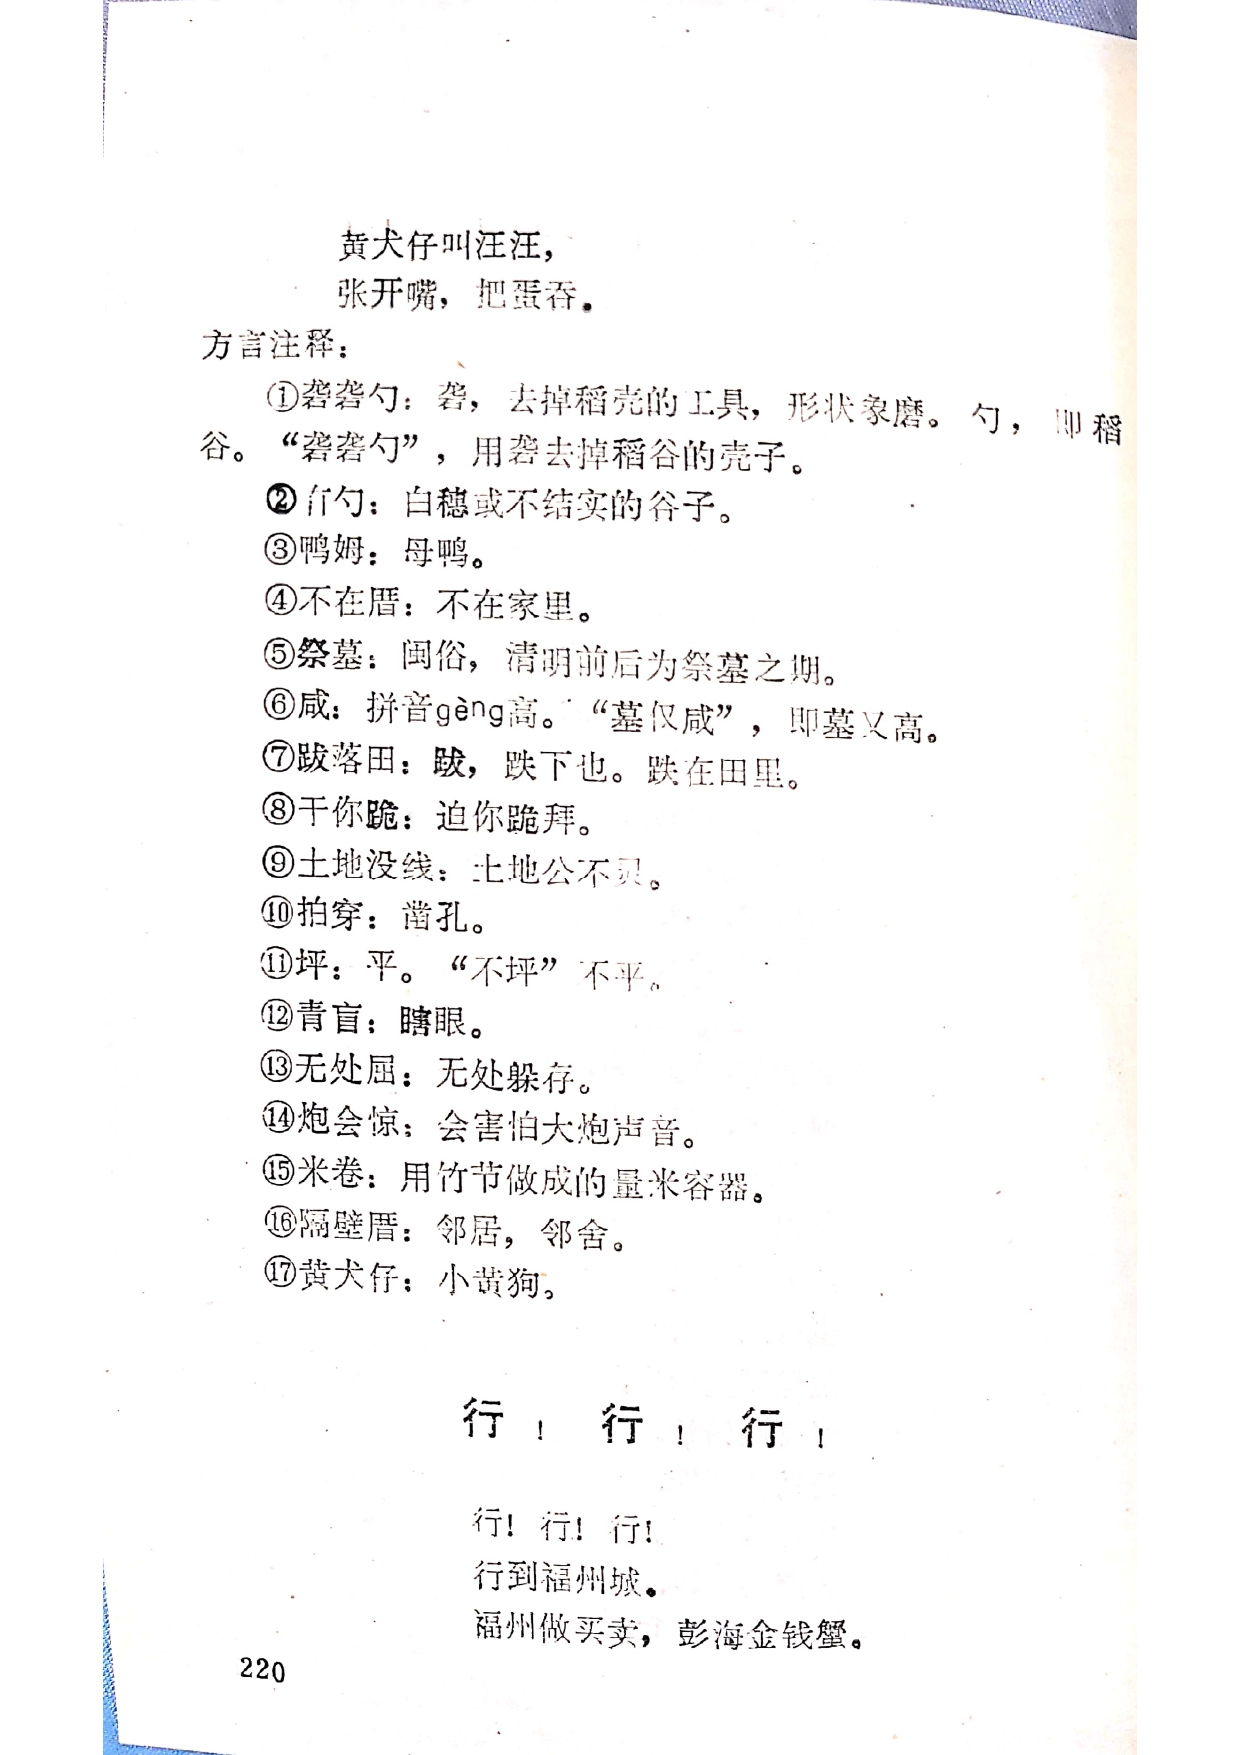 黄犬仔叫汪汪，
张开嘴，把蛋吞。
方言注释：
①砻砻勺：砻，去掉稻壳的工具，形状象磨。勺，即稻
谷。“砻砻勺”，用砻去掉稻谷的壳子。
②冇勺：白穗或不结实的谷子。
③鸭姆：母鸭。
④不在厝：不在家里。
⑤祭墓：闽俗，清明前后为祭墓之期。
⑥咸：拼音gèng高。“墓仅咸”，即墓又高。
⑦跋落田：跋，跌下也。跌在田里。
⑧干你跪：迫你跪拜。
⑨土地没线：土地公不灵。
⑩拍穿：凿孔。
⑪坪：平。“不坪”不平。
⑫青盲：瞎眼。
⑬无处屈：无处躲存。
⑭炮会惊：会害怕大炮声音。
⑮米卷：用竹节做成的量米容器。
⑯隔壁厝：邻居，邻舍。
⑰黄犬仔：小黄狗。
行！行！行！
行！行！行！
行到福州城。
福州做买卖，彭海金钱蟹。
220